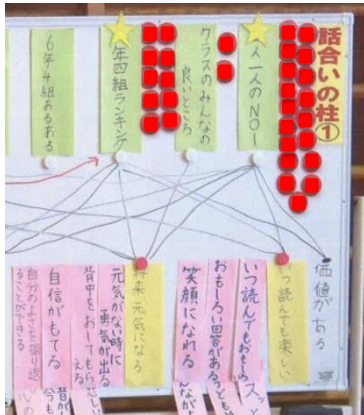 話合いの柱①
一人一人のNO1
クラスのみんなの
良いところ
年四組ランキング
6年4組あるある
価値がある
いつ読んでも楽しい
いつ読んでもおもしろい
おもしろい回答がある。
笑顔になれる
将来元気になる
元気がない時に
勇気が出る
背中をおしてもらえる
自信がもてる
自分のよさを振り返
ることができる